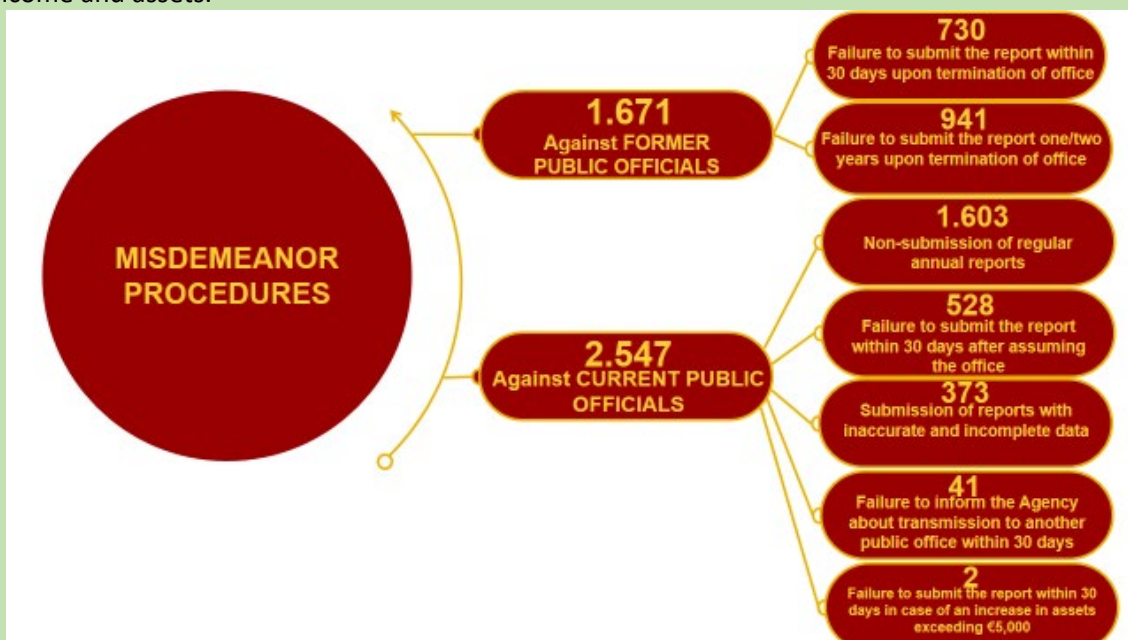 income and assets.
MISDEMEANOR
PROCEDURES
1.671
Against FORMER
PUBLIC OFFICIALS
730
Failure to submit the report within
30 days upon termination of office
941
Failure to submit the report one/two
years upon termination of office
2.547
Against CURRENT PUBLIC
OFFICIALS
1.603
Non-submission of regular
annual reports
528
Failure to submit the report
within 30 days after assuming
the office
373
Submission of reports with
inaccurate and incomplete data
41
Failure to inform the Agency
about transmission to another
public office within 30 days
2
Failure to submit the report within 30
days in case of an increase in assets
exceeding €5,000